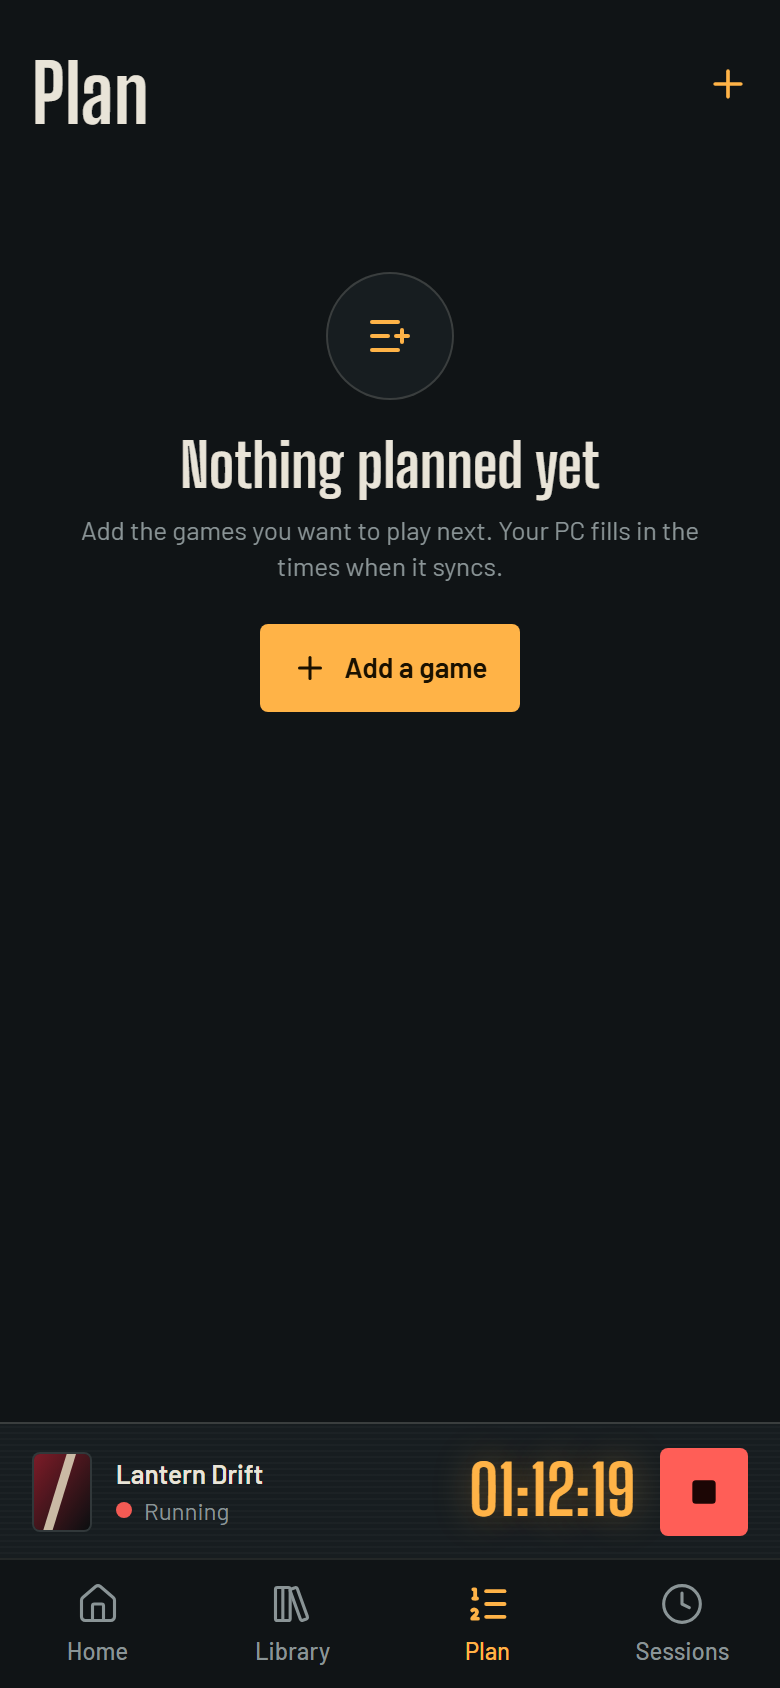 Plan
Nothing planned yet
Add the games you want to play next. Your PC fills in the
times when it syncs.
Add a game
Lantern Drift
Running
01:12:19
Home
Library
Plan
Sessions